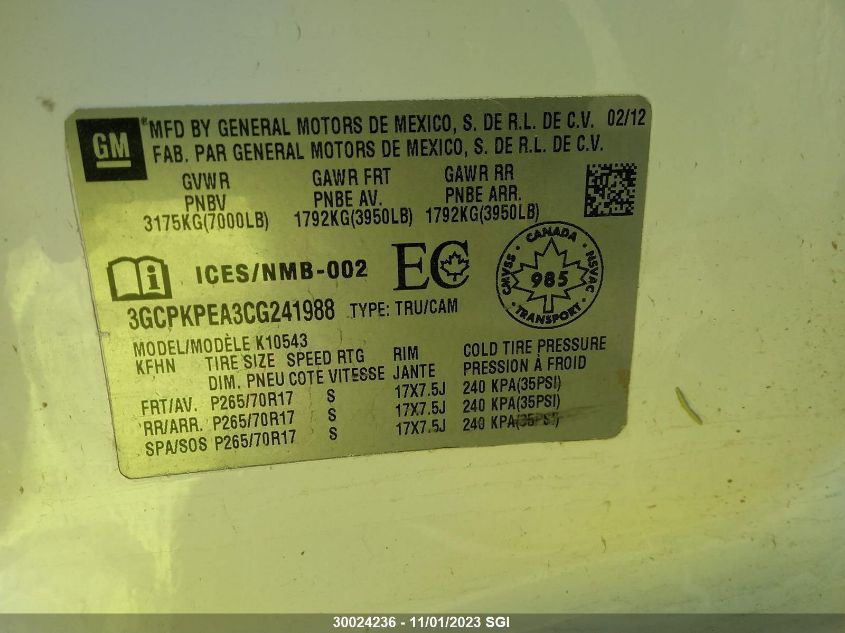 GM
® MFD BY GENERAL MOTORS DE MEXICO, S. DE R.L. DE C.V. 02/12
FAB. PAR GENERAL MOTORS DE MEXICO, S. DE R.L. DE C.V.
GVWR GAWR FRT GAWR RR
PNBV PNBE AV. PNBE ARR.
3175KG(7000LB) 1792KG(3950LB) 1792KG(3950LB)
i ICES/NMB-002 EC
CANADA
CMVSS 985 NSVAC
TRANSPORT
3GCPKPEA3CG241988 TYPE: TRU/CAM
MODEL/MODÈLE K10543
KFHN TIRE SIZE SPEED RTG RIM COLD TIRE PRESSURE
DIM. PNEU COTE VITESSE JANTE PRESSION À FROID
FRT/AV. P265/70R17 S 17X7.5J 240 KPA(35PSI)
RR/ARR. P265/70R17 S 17X7.5J 240 KPA(35PSI)
SPA/SOS P265/70R17 S 17X7.5J 240 KPA(35PSI)
30024236 - 11/01/2023 SGI